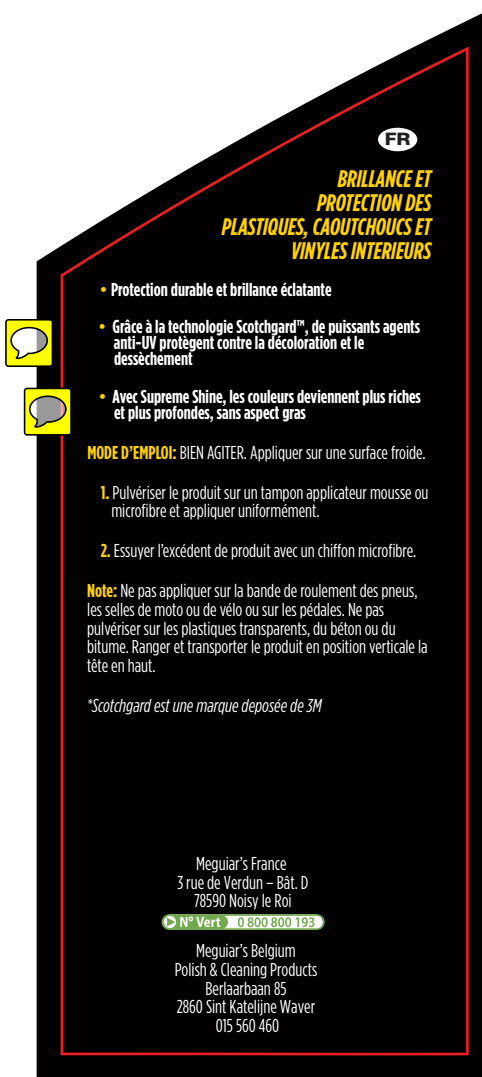 FR
BRILLANCE ET
PROTECTION DES
PLASTIQUES, CAOUTCHOUCS ET
VINYLES INTERIEURS
• Protection durable et brillance éclatante
• Grâce à la technologie Scotchgard™, de puissants agents
anti-UV protègent contre la décoloration et le
dessèchement
• Avec Supreme Shine, les couleurs deviennent plus riches
et plus profondes, sans aspect gras
MODE D'EMPLOI: BIEN AGITER. Appliquer sur une surface froide.
1. Pulvériser le produit sur un tampon applicateur mousse ou
microfibre et appliquer uniformément.
2. Essuyer l'excédent de produit avec un chiffon microfibre.
Note: Ne pas appliquer sur la bande de roulement des pneus,
les selles de moto ou de vélo ou sur les pédales. Ne pas
pulvériser sur les plastiques transparents, du béton ou du
bitume. Ranger et transporter le produit en position verticale la
tête en haut.
*Scotchgard est une marque deposée de 3M
Meguiar's France
3 rue de Verdun – Bât. D
78590 Noisy le Roi
N° Vert 0 800 800 193
Meguiar's Belgium
Polish & Cleaning Products
Berlaarbaan 85
2860 Sint Katelijne Waver
015 560 460